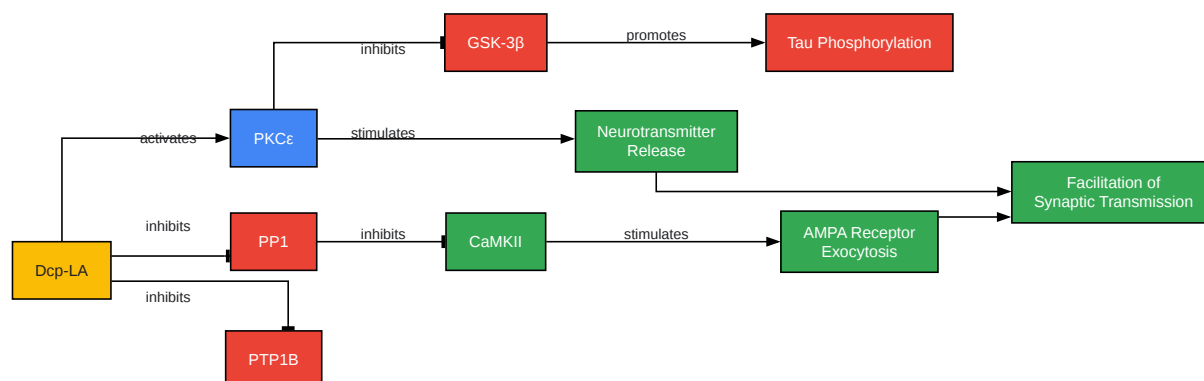 GSK-3β
promotes
Tau Phosphorylation
inhibits
activates
PKCε
stimulates
Neurotransmitter
Release
Facilitation of
Synaptic Transmission
inhibits
PP1
inhibits
CaMKII
stimulates
AMPA Receptor
Exocytosis
Dcp-LA
inhibits
PTP1B